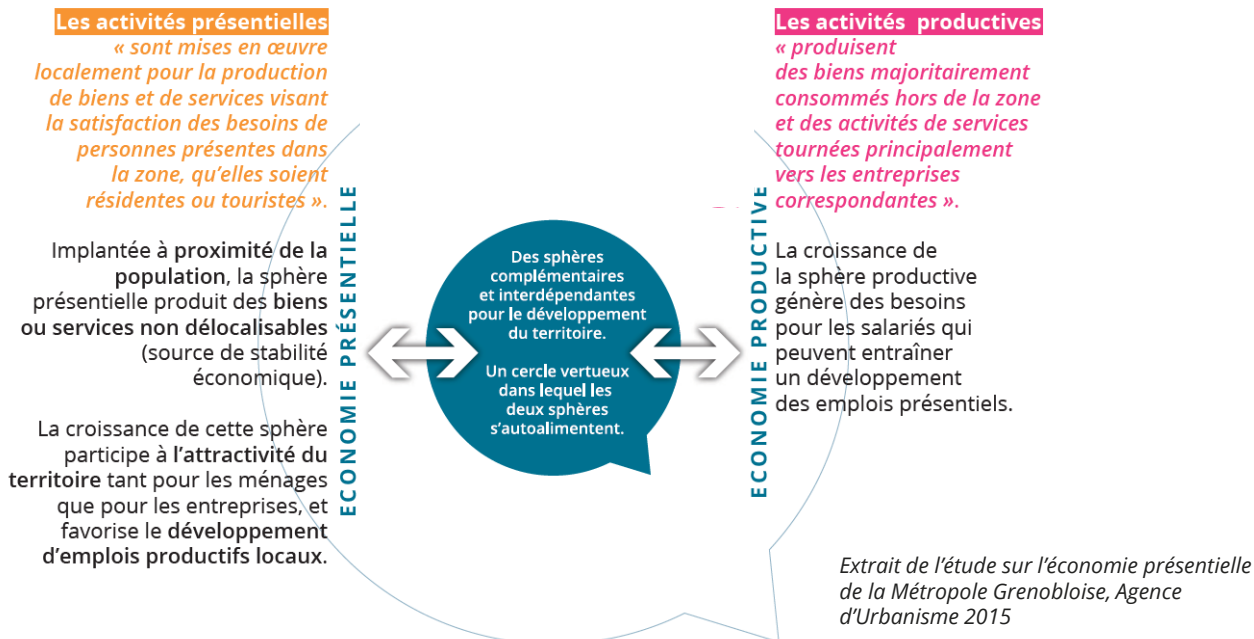 Les activités présentielles
« sont mises en œuvre
localement pour la production
de biens et de services visant
la satisfaction des besoins de
personnes présentes dans
la zone, qu’elles soient
résidentes ou touristes ».
Implantée à proximité de la
population, la sphère
présentielle produit des biens
ou services non délocalisables
(source de stabilité
économique).
La croissance de cette sphère
participe à l’attractivité du
territoire tant pour les ménages
que pour les entreprises, et
favorise le développement
d’emplois productifs locaux.
ECONOMIE PRÉSENTIELLE
Des sphères
complémentaires
et interdépendantes
pour le développement
du territoire.
Un cercle vertueux
dans lequel les
deux sphères
s’autoalimentent.
ECONOMIE PRODUCTIVE
Les activités productives
« produisent
des biens majoritairement
consommés hors de la zone
et des activités de services
tournées principalement
vers les entreprises
correspondantes ».
La croissance de
la sphère productive
génère des besoins
pour les salariés qui
peuvent entraîner
un développement
des emplois présentiels.
Extrait de l’étude sur l’économie présentielle
de la Métropole Grenobloise, Agence
d’Urbanisme 2015